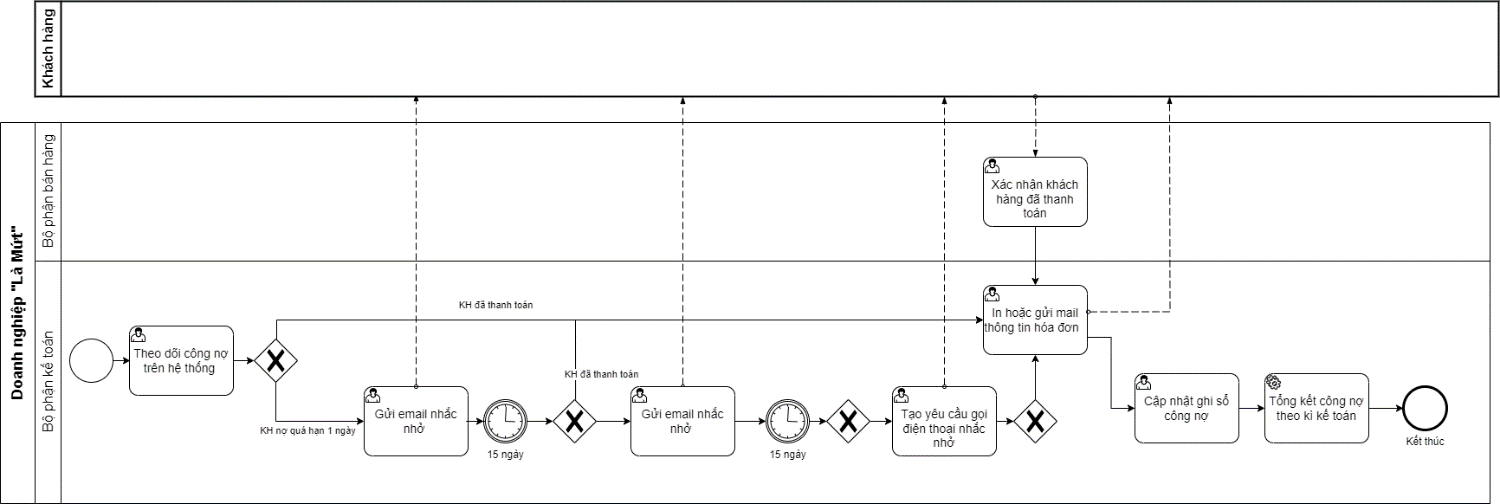 Khách hàng
Doanh nghiệp "Là Mứt"
Bộ phận bán hàng
Xác nhận khách
hàng đã thanh
toán
Bộ phân kế toán
Theo dõi công nợ
trên hệ thống
KH đã thanh toán
KH nợ quá hạn 1 ngày
Gửi email nhắc
nhở
15 ngày
KH đã thanh toán
Gửi email nhắc
nhở
15 ngày
Tạo yêu cầu gọi
điện thoại nhắc
nhở
In hoặc gửi mail
thông tin hóa đơn
Cập nhật ghi sổ
công nợ
Tổng kết công nợ
theo kì kế toán
Kết thúc